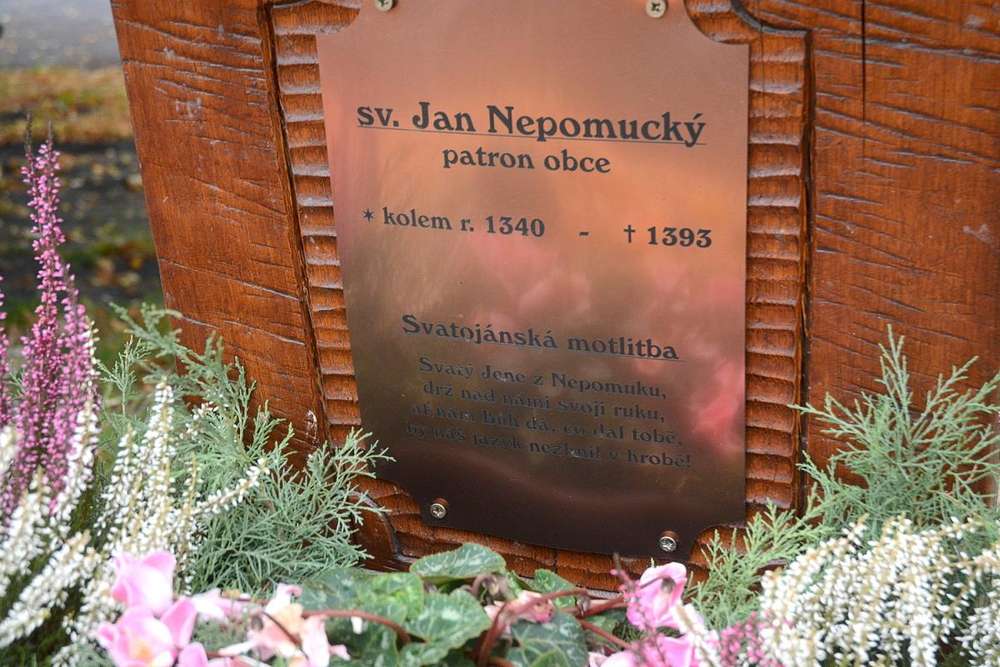 sv. Jan Nepomucký
patron obce
* kolem r. 1340 - † 1393
Svatojánská motlitba
Svatý Jene z Nepomuku,
drž nad námi svoji ruku,
ať nám Bůh dá, co dal tobě,
by náš jazyk nezhnil v hrobě!